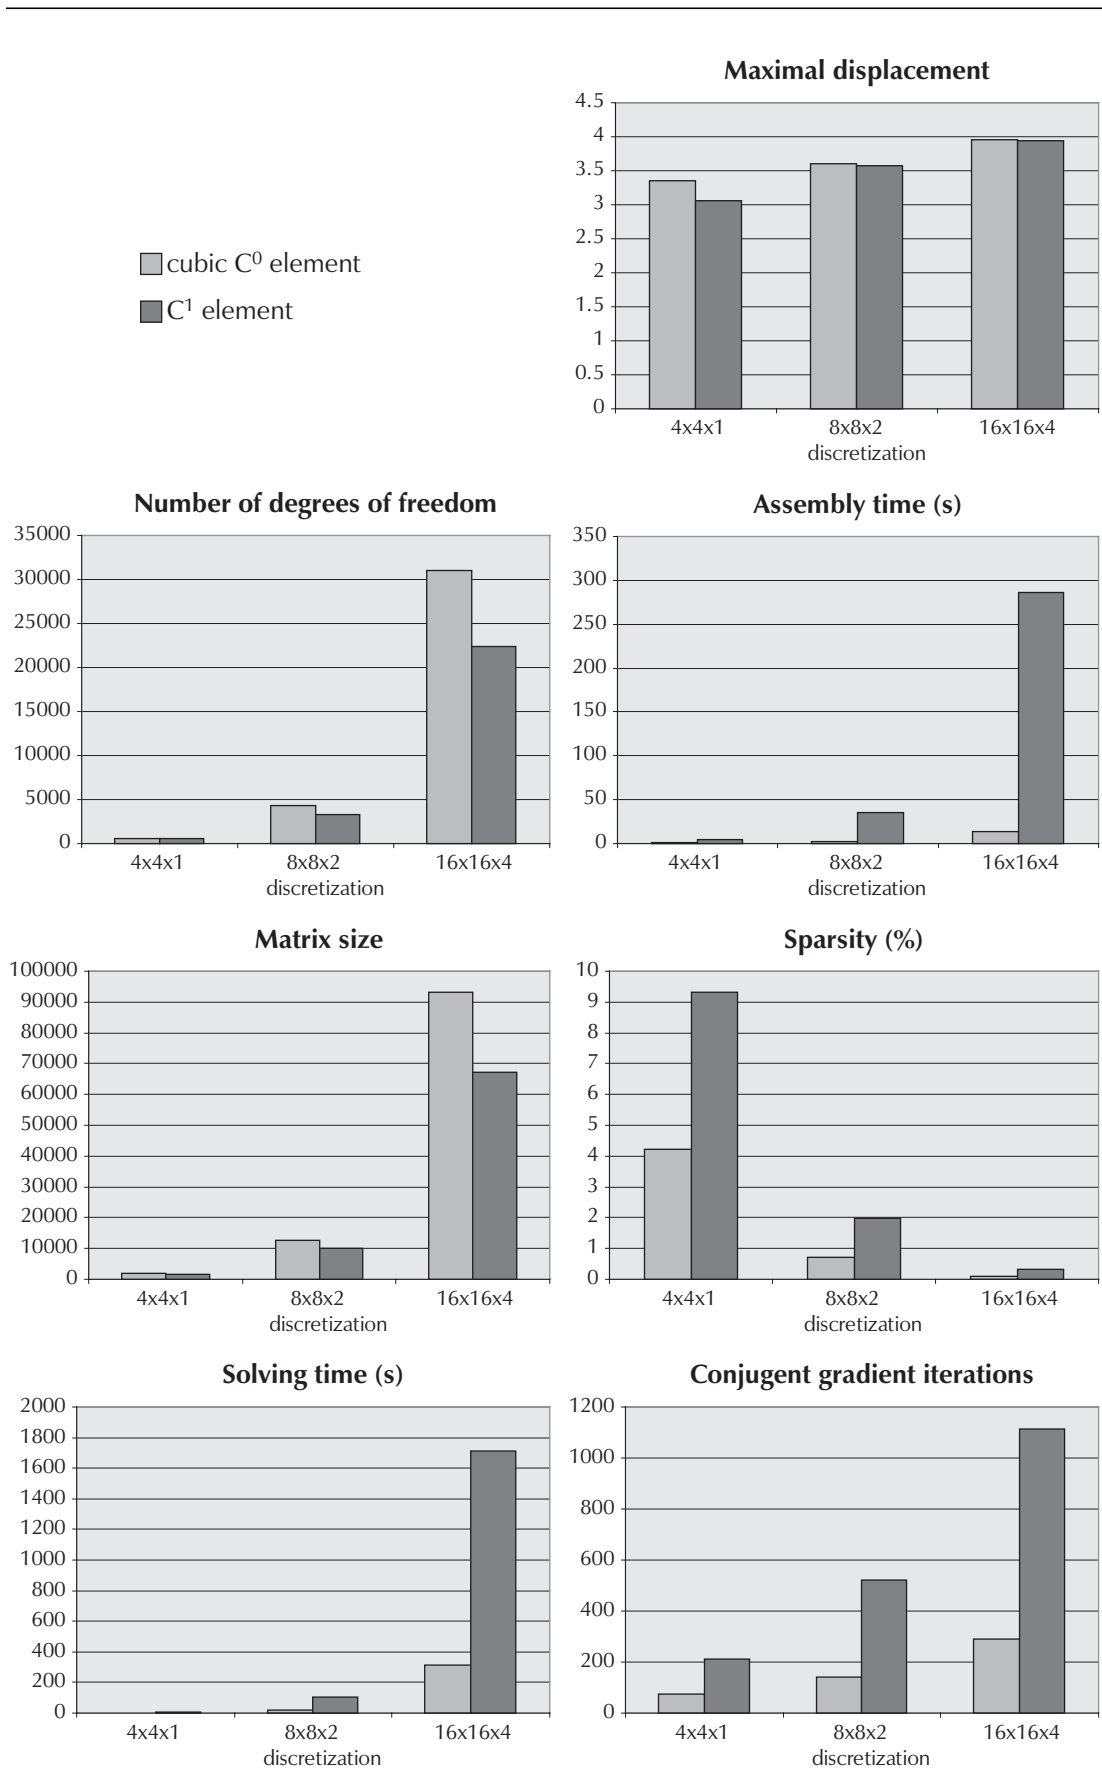 Maximal displacement
4.5
4
3.5
3
2.5
2
1.5
1
0.5
0
4x4x1 8x8x2 16x16x4
discretization
cubic C⁰ element
C¹ element
Number of degrees of freedom
35000
30000
25000
20000
15000
10000
5000
0
4x4x1 8x8x2 16x16x4
discretization
Assembly time (s)
350
300
250
200
150
100
50
0
4x4x1 8x8x2 16x16x4
discretization
Matrix size
100000
90000
80000
70000
60000
50000
40000
30000
20000
10000
0
4x4x1 8x8x2 16x16x4
discretization
Sparsity (%)
10
9
8
7
6
5
4
3
2
1
0
4x4x1 8x8x2 16x16x4
discretization
Solving time (s)
2000
1800
1600
1400
1200
1000
800
600
400
200
0
4x4x1 8x8x2 16x16x4
discretization
Conjugent gradient iterations
1200
1000
800
600
400
200
0
4x4x1 8x8x2 16x16x4
discretization